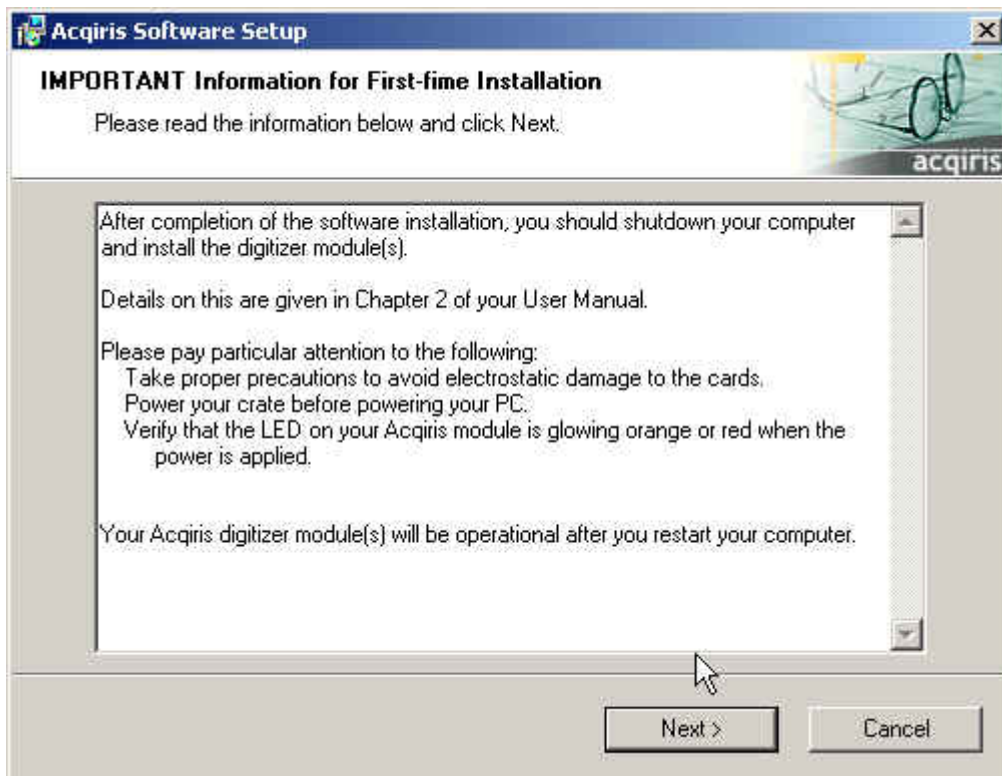 Acqiris Software Setup
IMPORTANT Information for First-fime Installation
Please read the information below and click Next.
acqiris
After completion of the software installation, you should shutdown your computer
and install the digitizer module(s).
Details on this are given in Chapter 2 of your User Manual.
Please pay particular attention to the following:
Take proper precautions to avoid electrostatic damage to the cards.
Power your crate before powering your PC.
Verify that the LED on your Acqiris module is glowing orange or red when the
power is applied.
Your Acqiris digitizer module(s) will be operational after you restart your computer.
Next >
Cancel